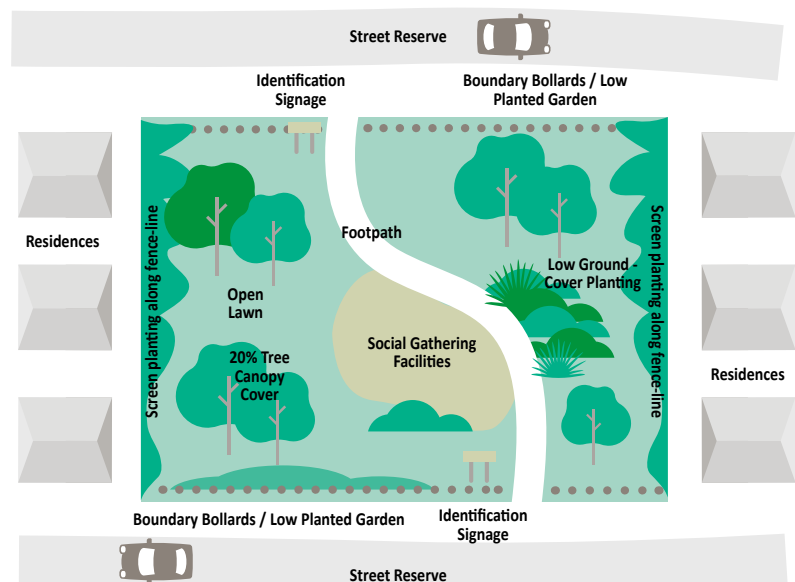 Street Reserve
Identification
Signage
Boundary Bollards / Low
Planted Garden
Residences
Screen planting along fence-line
Footpath
Low Ground -
Cover Planting
Screen planting along fence-line
Open
Lawn
Social Gathering
Facilities
20% Tree
Canopy
Cover
Residences
Boundary Bollards / Low Planted Garden
Identification
Signage
Street Reserve